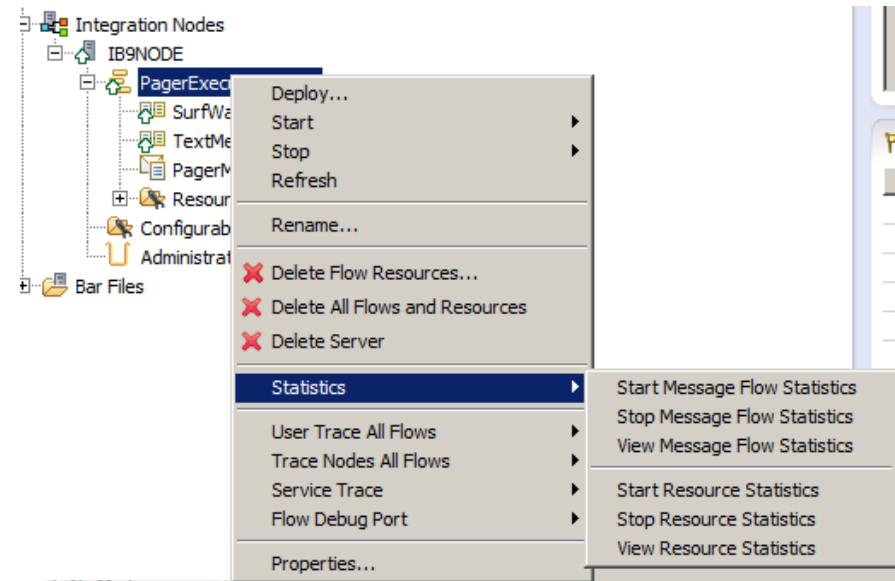 Integration Nodes
IB9NODE
PagerExecu
SurfWa
TextMe
PagerM
Resour
Configurab
Administrat
Bar Files
Deploy...
Start
Stop
Refresh
Rename...
Delete Flow Resources...
Delete All Flows and Resources
Delete Server
Statistics
User Trace All Flows
Trace Nodes All Flows
Service Trace
Flow Debug Port
Properties...
Start Message Flow Statistics
Stop Message Flow Statistics
View Message Flow Statistics
Start Resource Statistics
Stop Resource Statistics
View Resource Statistics